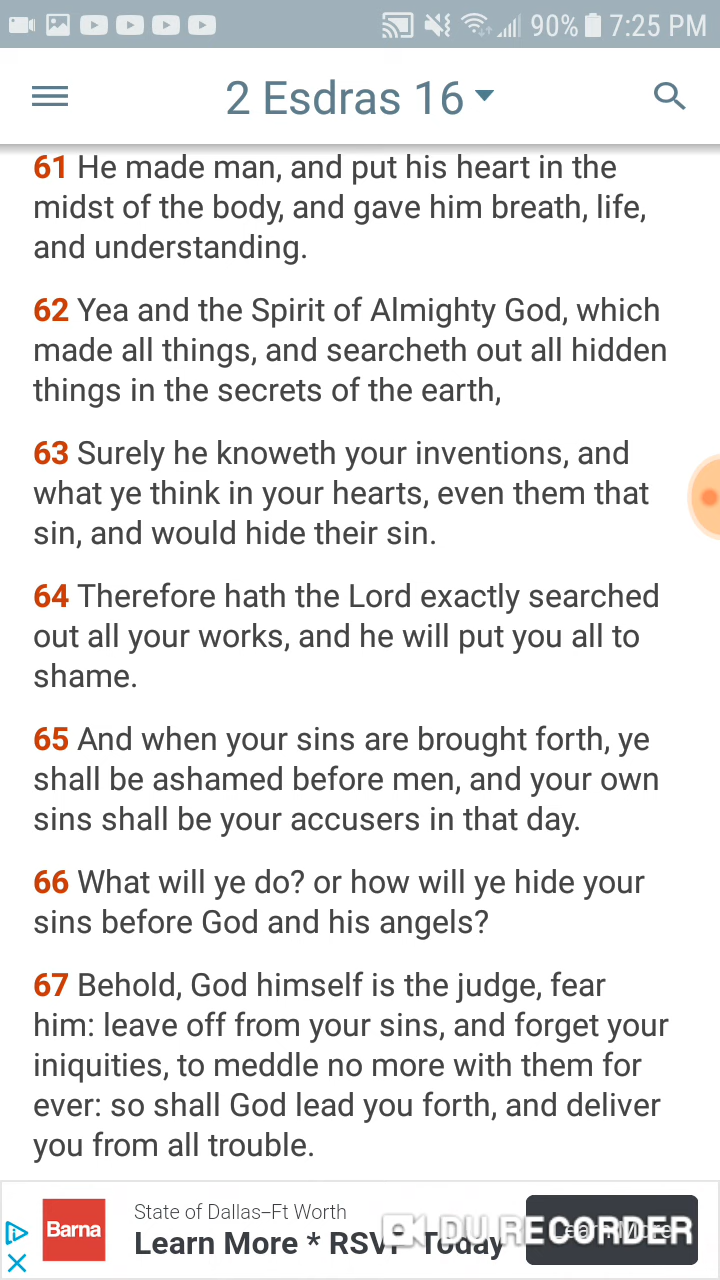 90% 7:25 PM
2 Esdras 16
61 He made man, and put his heart in the
midst of the body, and gave him breath, life,
and understanding.
62 Yea and the Spirit of Almighty God, which
made all things, and searcheth out all hidden
things in the secrets of the earth,
63 Surely he knoweth your inventions, and
what ye think in your hearts, even them that
sin, and would hide their sin.
64 Therefore hath the Lord exactly searched
out all your works, and he will put you all to
shame.
65 And when your sins are brought forth, ye
shall be ashamed before men, and your own
sins shall be your accusers in that day.
66 What will ye do? or how will ye hide your
sins before God and his angels?
67 Behold, God himself is the judge, fear
him: leave off from your sins, and forget your
iniquities, to meddle no more with them for
ever: so shall God lead you forth, and deliver
you from all trouble.
Barna
State of Dallas–Ft Worth
Learn More * RSVP Today
DU RECORDER